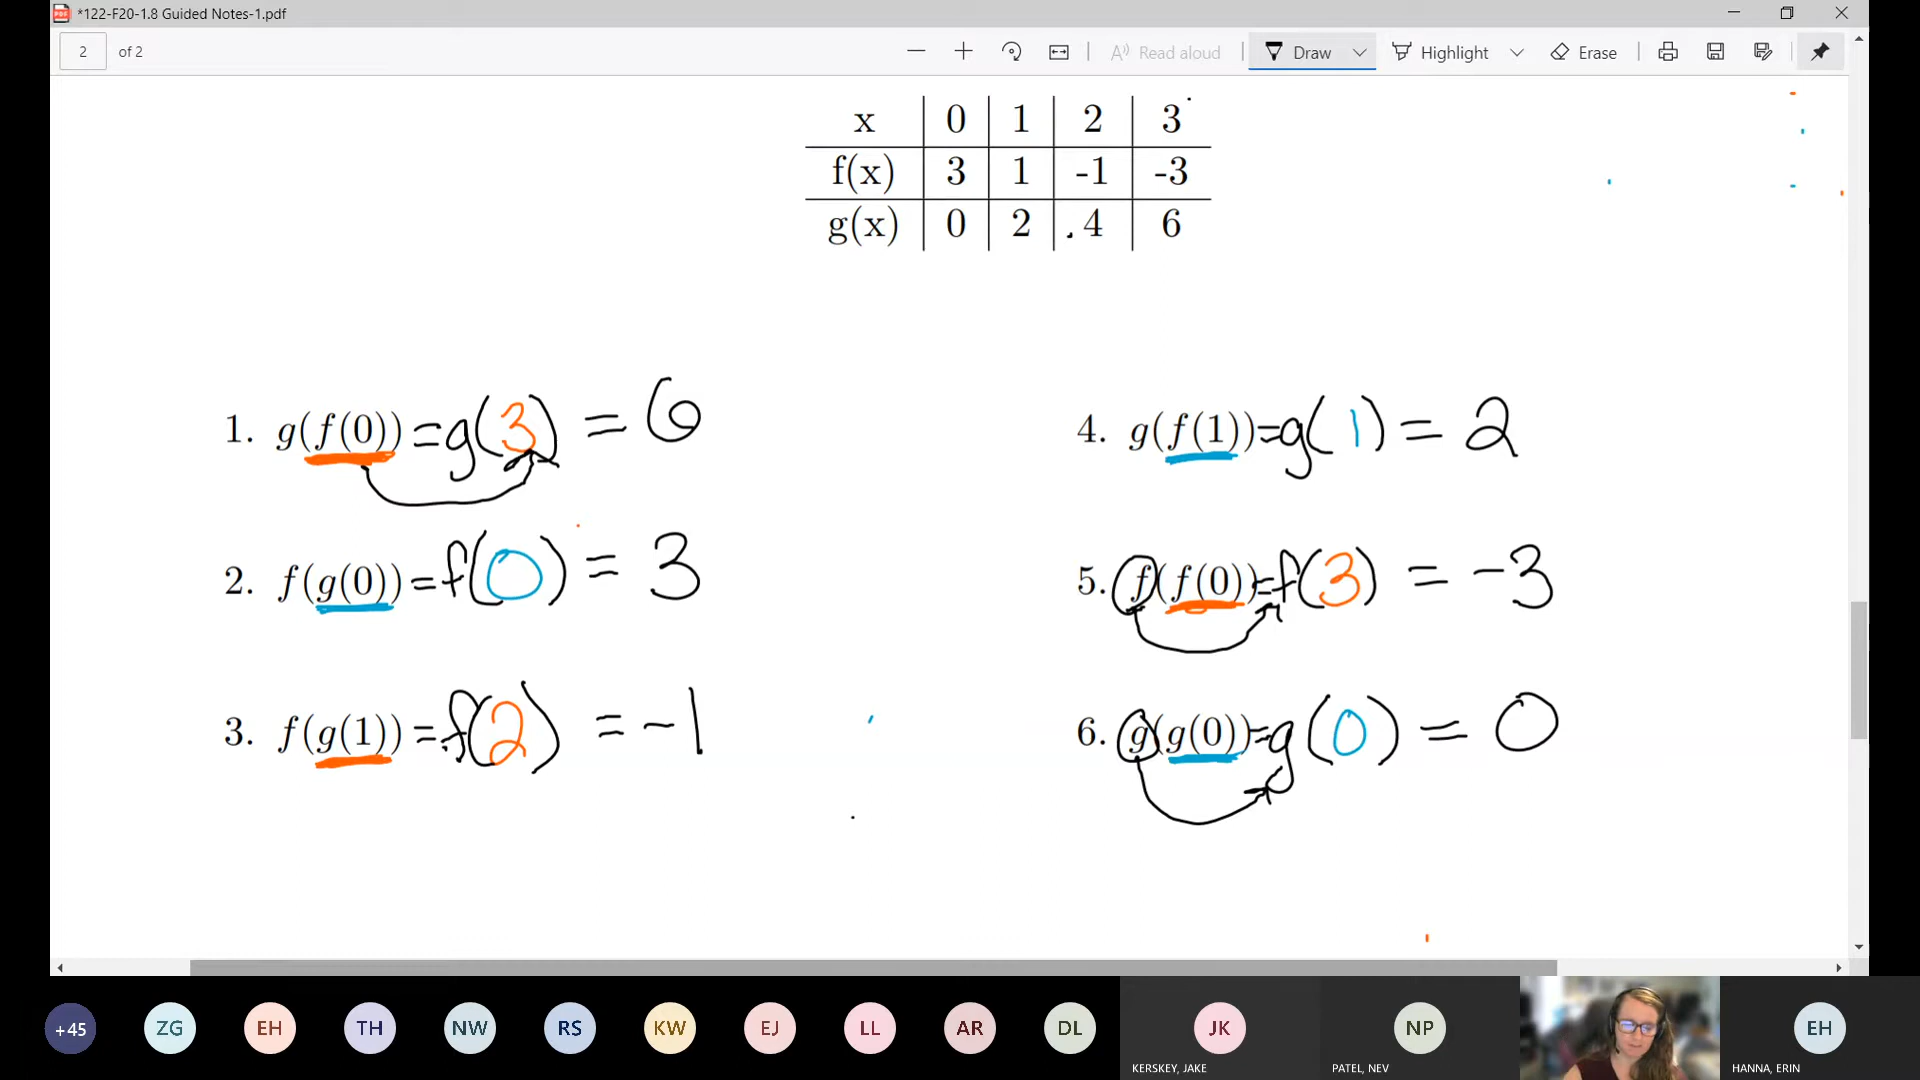 *122-F20-1.8 Guided Notes-1.pdf
2 of 2 Read aloud Draw Highlight Erase
x 0 1 2 3
f(x) 3 1 -1 -3
g(x) 0 2 4 6
1. g(f(0)) = g(3) = 6
4. g(f(1)) = g(1) = 2
2. f(g(0)) = f(0) = 3
5. f(f(0)) = f(3) = -3
3. f(g(1)) = f(2) = -1
6. g(g(0)) = g(0) = 0
+45 ZG EH TH NW RS KW EJ LL AR DL JK NP EH
KERSKEY, JAKE PATEL, NEV HANNA, ERIN